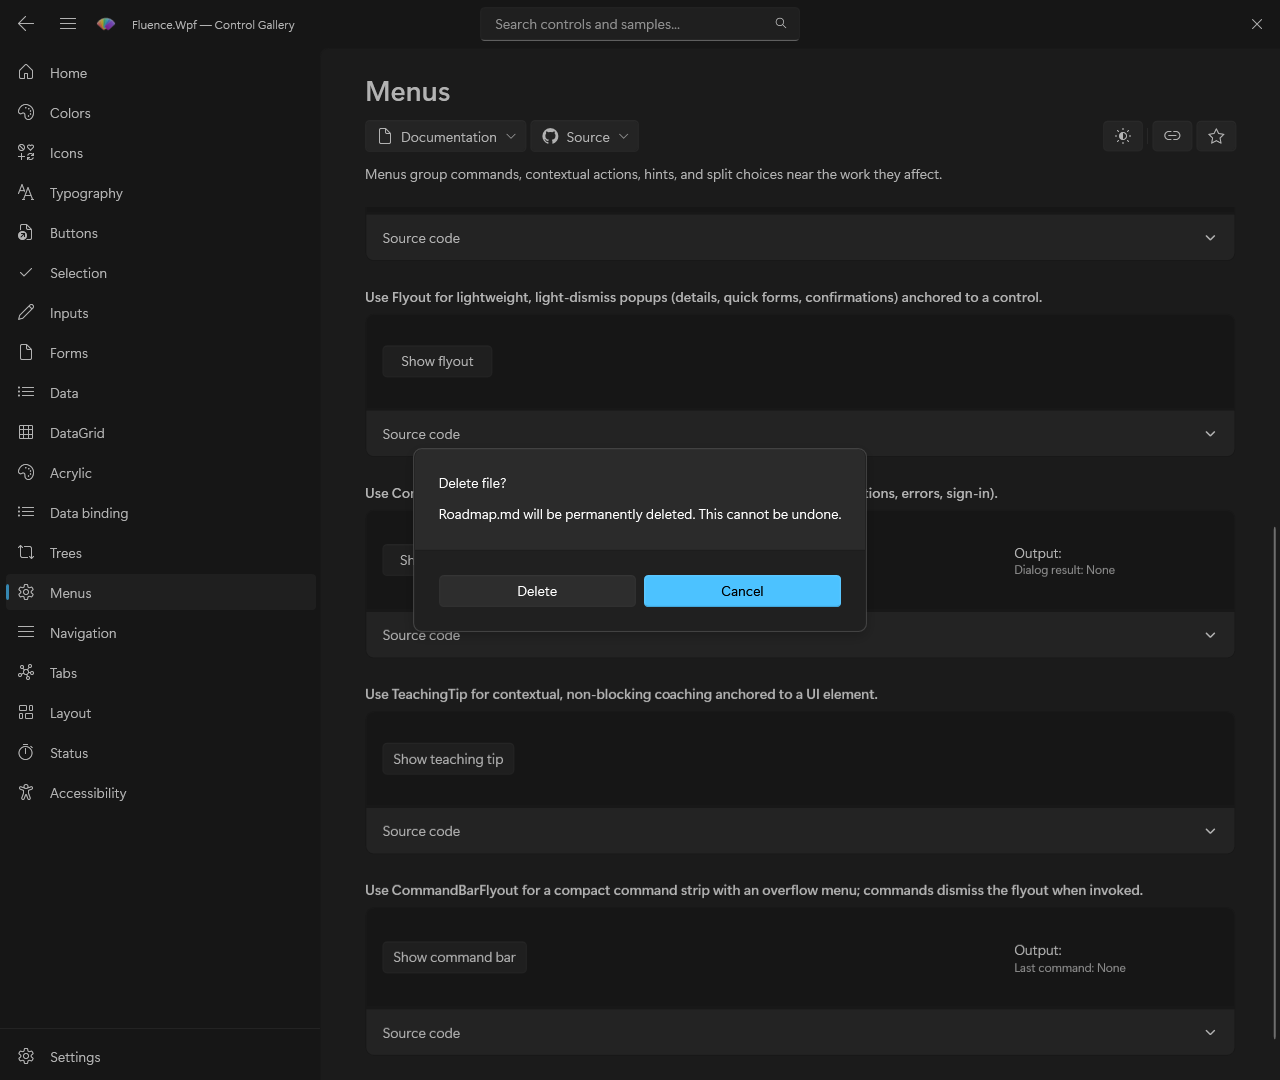 Fluence.Wpf — Control Gallery
Search controls and samples...
Home
Colors
Icons
Typography
Buttons
Selection
Inputs
Forms
Data
DataGrid
Acrylic
Data binding
Trees
Menus
Navigation
Tabs
Layout
Status
Accessibility
Settings
Menus
Documentation
Source
Menus group commands, contextual actions, hints, and split choices near the work they affect.
Source code
Use Flyout for lightweight, light-dismiss popups (details, quick forms, confirmations) anchored to a control.
Show flyout
Source code
Delete file?
Roadmap.md will be permanently deleted. This cannot be undone.
Delete
Cancel
errors, sign-in).
Output:
Dialog result: None
Source code
Use TeachingTip for contextual, non-blocking coaching anchored to a UI element.
Show teaching tip
Source code
Use CommandBarFlyout for a compact command strip with an overflow menu; commands dismiss the flyout when invoked.
Show command bar
Output:
Last command: None
Source code